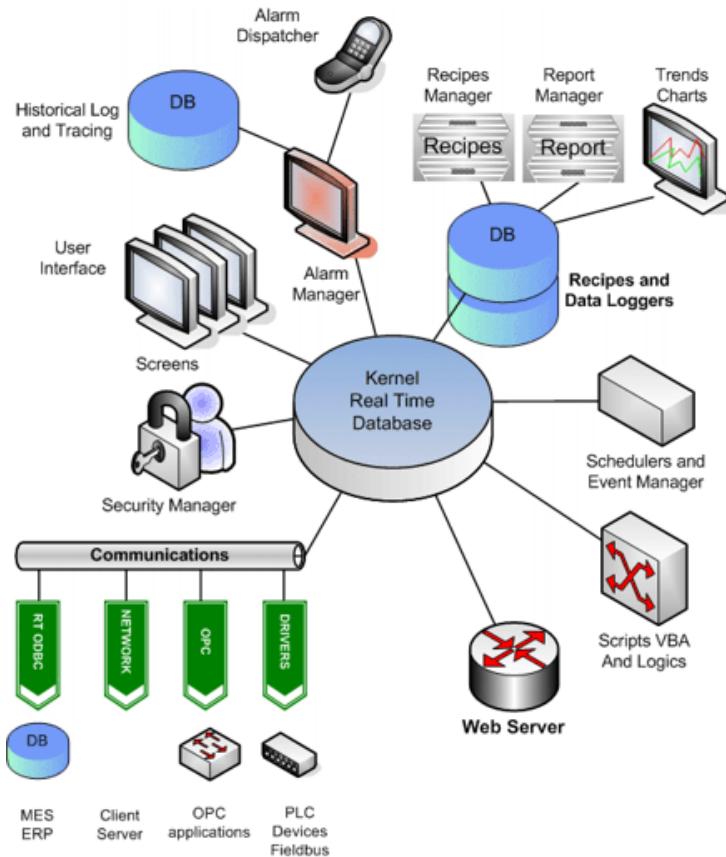 Alarm
Dispatcher
DB
Historical Log
and Tracing
Recipes
Manager
Report
Manager
Trends
Charts
Recipes
Report
User
Interface
Alarm
Manager
DB
Recipes and
Data Loggers
Screens
Kernel
Real Time
Database
Schedulers and
Event Manager
Security Manager
Communications
RT ODBC
NETWORK
OPC
DRIVERS
Scripts VBA
And Logics
Web Server
DB
MES
ERP
Client
Server
OPC
applications
PLC
Devices
Fieldbus